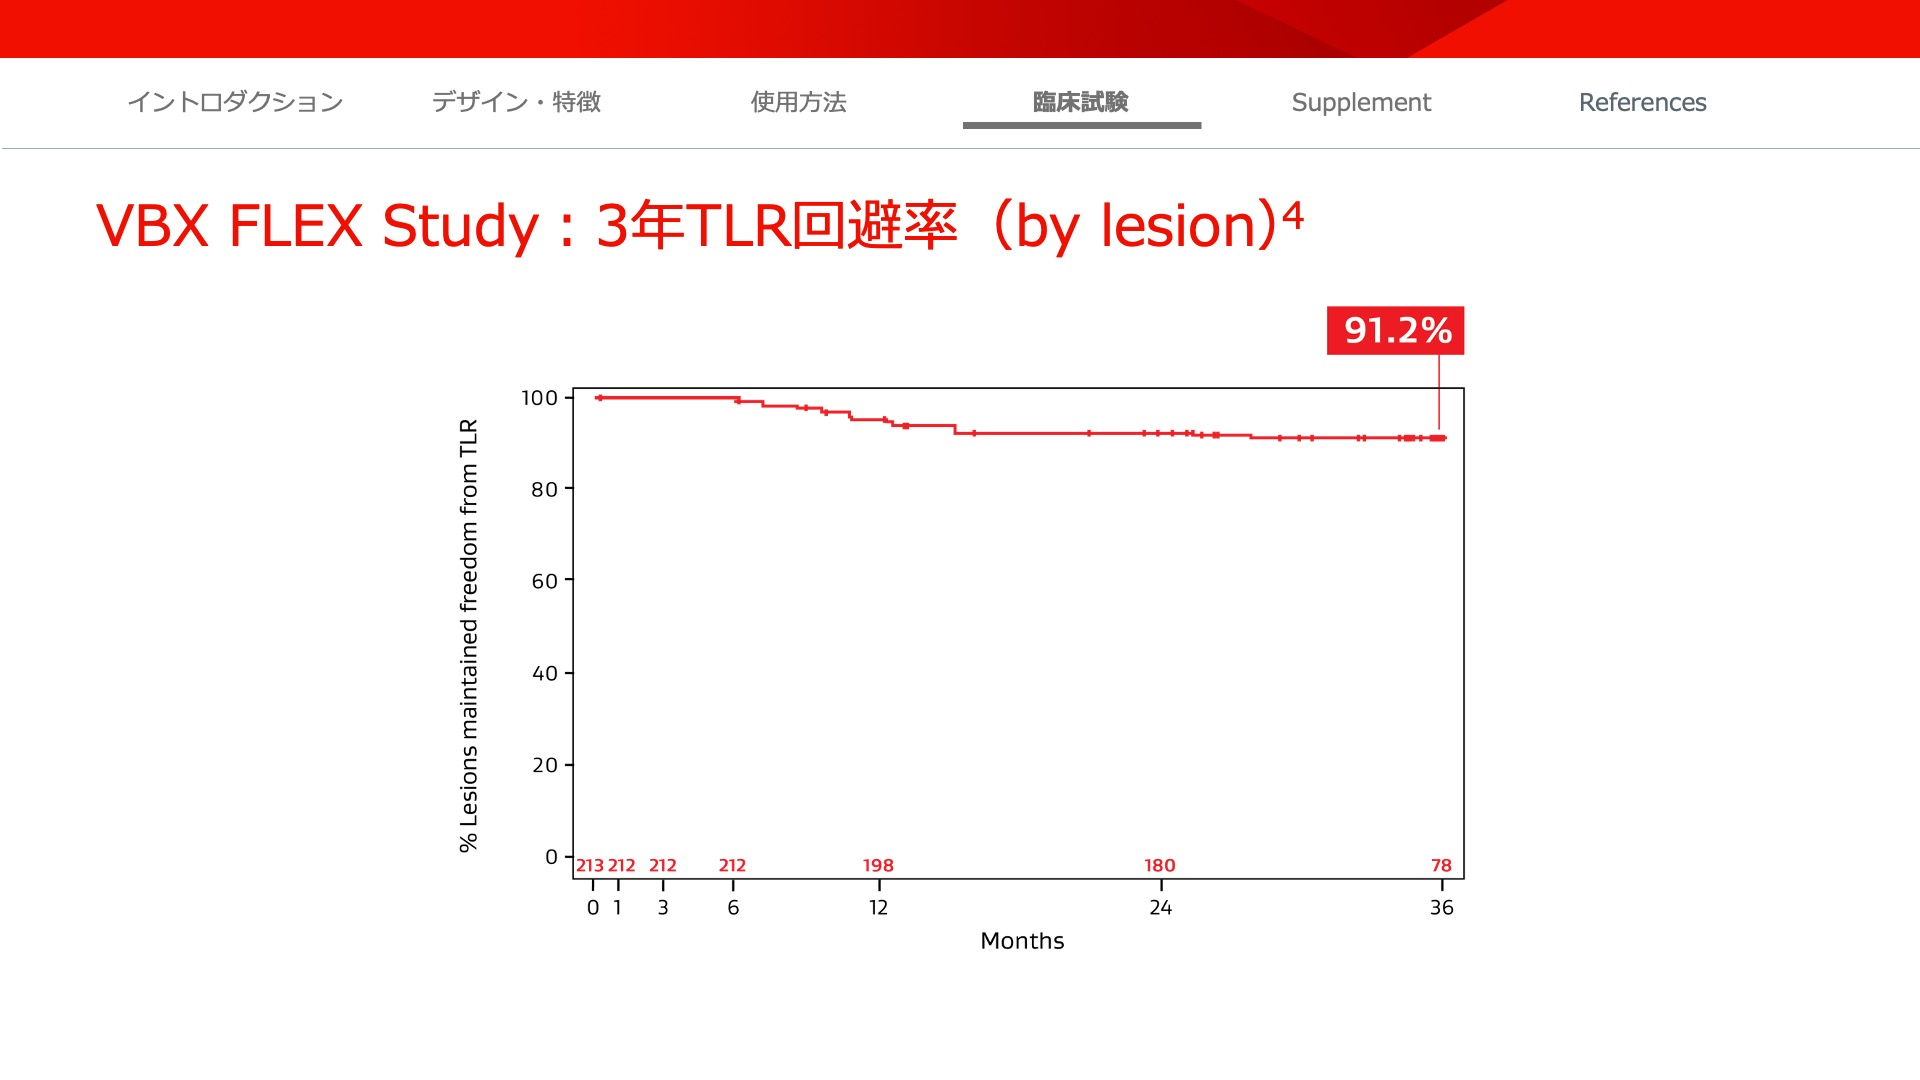 イントロダクション
デザイン・特徴
使用方法
臨床試験
Supplement
References
VBX FLEX Study：3年TLR回避率（by lesion)⁴
91.2%
% Lesions maintained freedom from TLR
100
80
60
40
20
0
213 212 212 212 198 180 78
0 1 3 6 12 24 36
Months